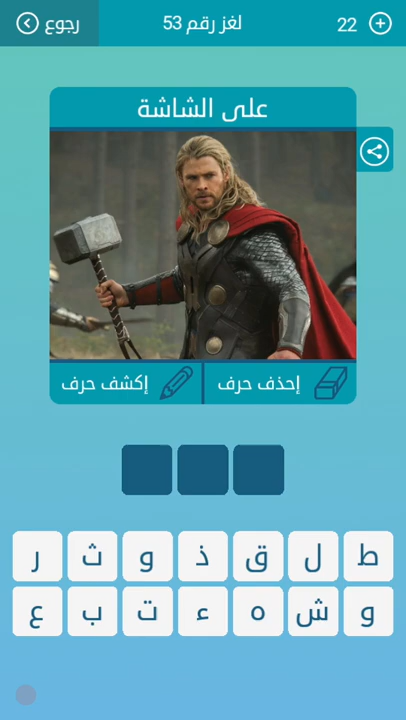 رجوع
لغز رقم 53
22
على الشاشة
إكشف حرف
إحذف حرف
ر ث و ذ ق ل ط
ع ب ت ء ه ش و